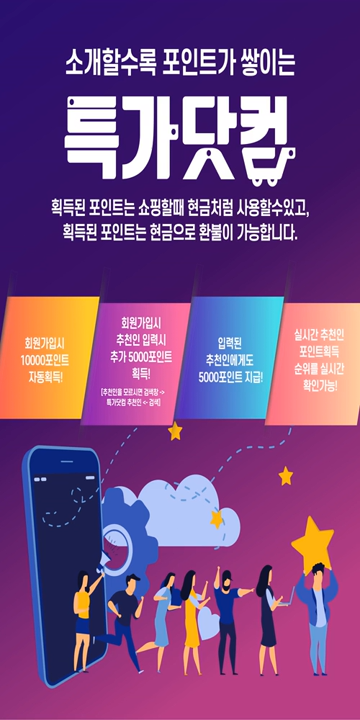 소개할수록 포인트가 쌓이는
특가닷컴
획득된 포인트는 쇼핑할때 현금처럼 사용할수있고,
획득된 포인트는 현금으로 환불이 가능합니다.
회원가입시
10000포인트
자동획득!
회원가입시
추천인 입력시
추가 5000포인트
획득!
[추천인을 모르시면 검색창 ->
특가닷컴 추천인 <- 검색]
입력된
추천인에게도
5000포인트 지급!
실시간 추천인
포인트획득
순위를 실시간
확인가능!